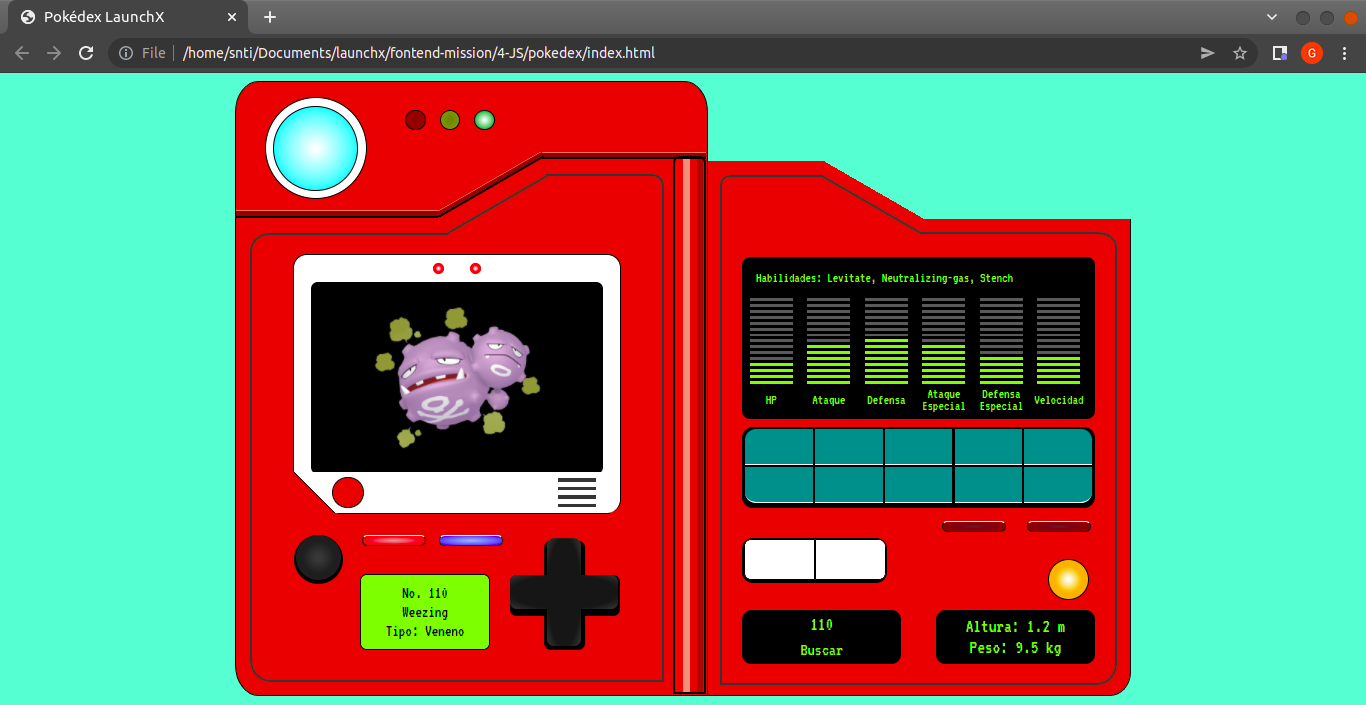 Pokédex LaunchX
File
/home/snti/Documents/launchx/fontend-mission/4-JS/pokedex/index.html
G
Habilidades: Levitate, Neutralizing-gas, Stench
HP
Ataque
Defensa
Ataque
Especial
Defensa
Especial
Velocidad
No. 110
Weezing
Tipo: Veneno
110
Buscar
Altura: 1.2 m
Peso: 9.5 kg